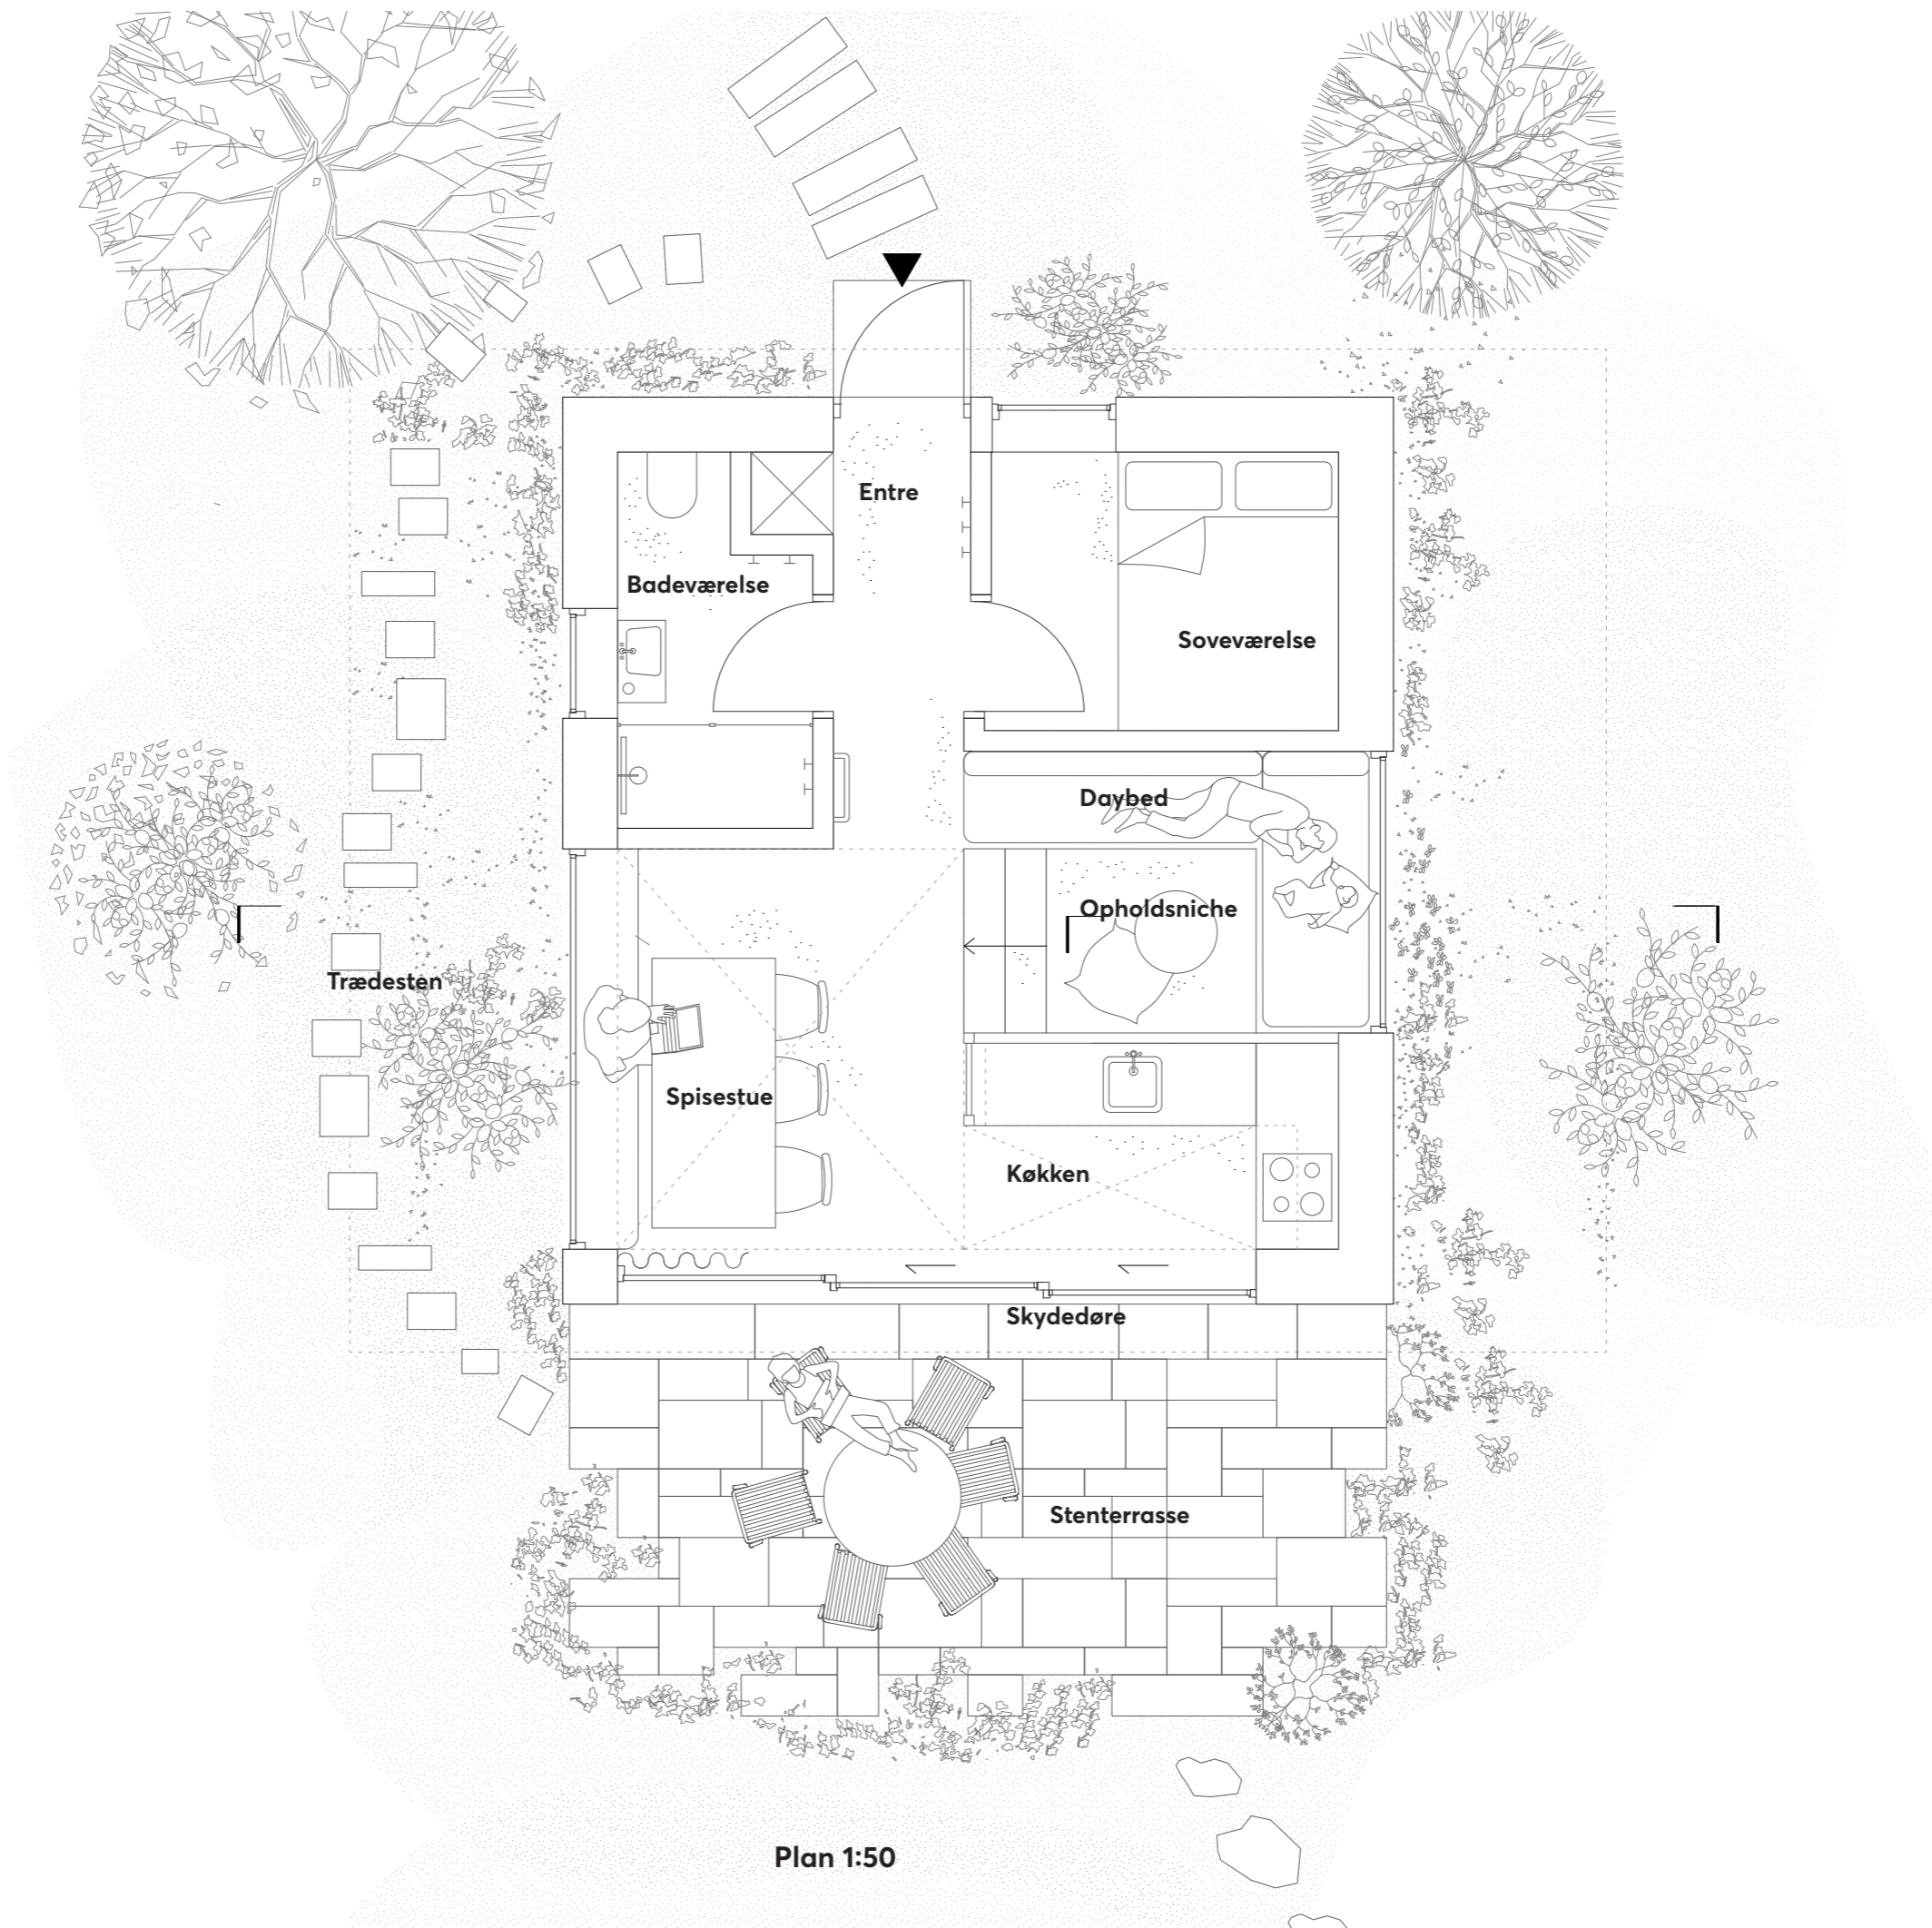 Entre
Badeværelse
Soveværelse
Daybed
Opholdsniche
Trædesten
Spisestue
Køkken
Skydedøre
Stenterrasse
Plan 1:50